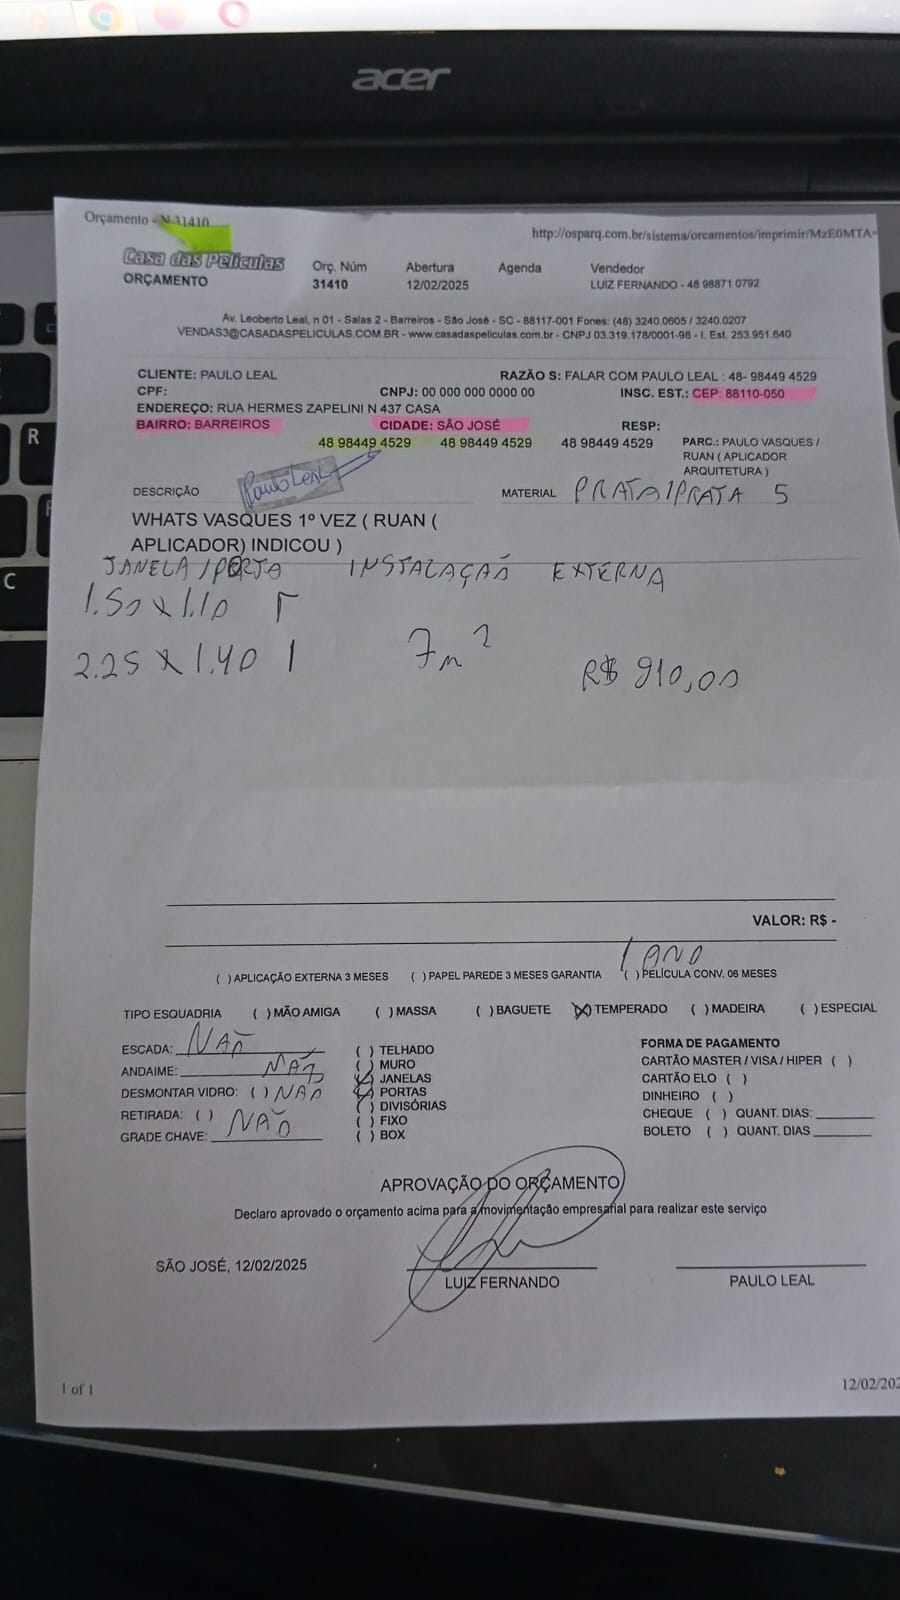 acer
Orçamento - N 31410
http://osparq.com.br/sistema/orcamentos/imprimir/MzE0MTA=
Casa das Películas
ORÇAMENTO
Orç. Núm
31410
Abertura
12/02/2025
Agenda
Vendedor
LUIZ FERNANDO - 48 98871 0792
Av. Leoberto Leal, n 01 - Salas 2 - Barreiros - São José - SC - 88117-001 Fones: (48) 3240.0605 / 3240.0207
VENDAS3@CASADASPELICULAS.COM.BR - www.casadaspeliculas.com.br - CNPJ 03.319.178/0001-98 - I. Est. 253.951.640
CLIENTE: PAULO LEAL RAZÃO S: FALAR COM PAULO LEAL : 48- 98449 4529
CPF: CNPJ: 00 000 000 0000 00 INSC. EST.: CEP: 88110-050
ENDEREÇO: RUA HERMES ZAPELINI N 437 CASA
BAIRRO: BARREIROS CIDADE: SÃO JOSÉ RESP:
48 98449 4529 48 98449 4529 48 98449 4529 PARC.: PAULO VASQUES /
RUAN ( APLICADOR
ARQUITETURA )
Paulo Leal
DESCRIÇÃO MATERIAL PRATA/PRATA 5
WHATS VASQUES 1º VEZ ( RUAN (
APLICADOR) INDICOU )
JANELA/PORTA INSTALAÇÃO EXTERNA
1.50 x 1.10
2.25 x 1.40 1 7m² R$ 910,00
VALOR: R$ -
1 ANO
( ) APLICAÇÃO EXTERNA 3 MESES ( ) PAPEL PAREDE 3 MESES GARANTIA ( ) PELÍCULA CONV. 06 MESES
TIPO ESQUADRIA ( ) MÃO AMIGA ( ) MASSA ( ) BAGUETE (X) TEMPERADO ( ) MADEIRA ( ) ESPECIAL
ESCADA: NÃO
ANDAIME: NÃO
DESMONTAR VIDRO: ( ) NÃO
RETIRADA: ( )
GRADE CHAVE: NÃO
( ) TELHADO
( ) MURO
(✓) JANELAS
(✓) PORTAS
( ) DIVISÓRIAS
( ) FIXO
( ) BOX
FORMA DE PAGAMENTO
CARTÃO MASTER / VISA / HIPER ( )
CARTÃO ELO ( )
DINHEIRO ( )
CHEQUE ( ) QUANT. DIAS:
BOLETO ( ) QUANT. DIAS
APROVAÇÃO DO ORÇAMENTO
Declaro aprovado o orçamento acima para a movimentação empresarial para realizar este serviço
SÃO JOSÉ, 12/02/2025
LUIZ FERNANDO
PAULO LEAL
1 of 1
12/02/202
R
C